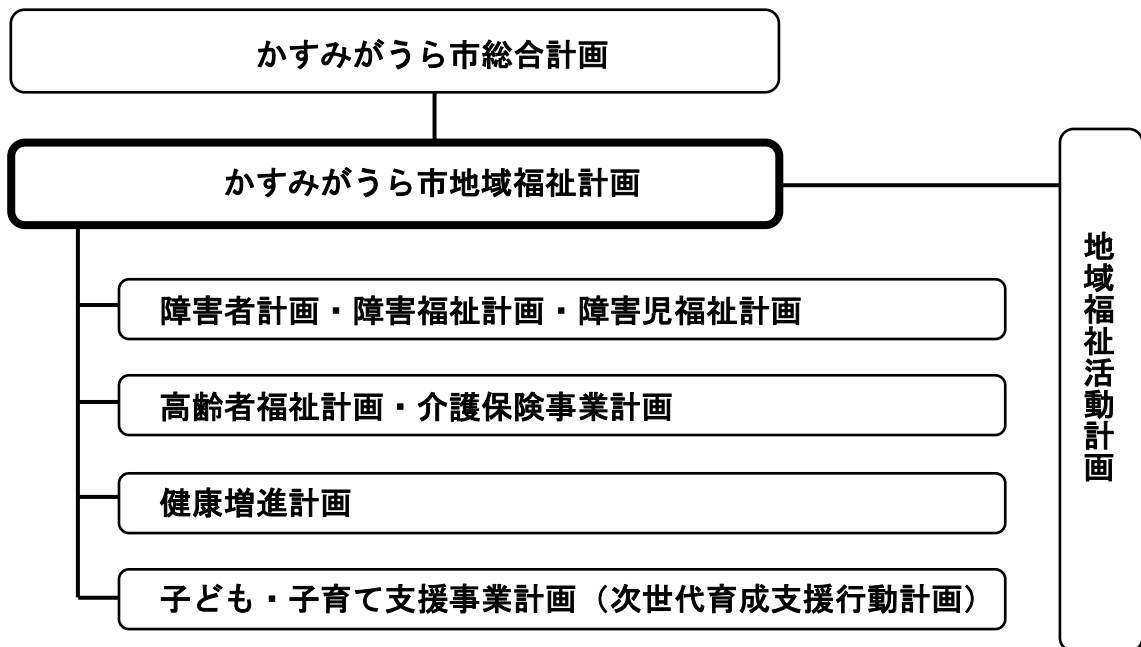 かすみがうら市総合計画
かすみがうら市地域福祉計画
障害者計画・障害福祉計画・障害児福祉計画
高齢者福祉計画・介護保険事業計画
健康増進計画
子ども・子育て支援事業計画（次世代育成支援行動計画）
地域福祉活動計画